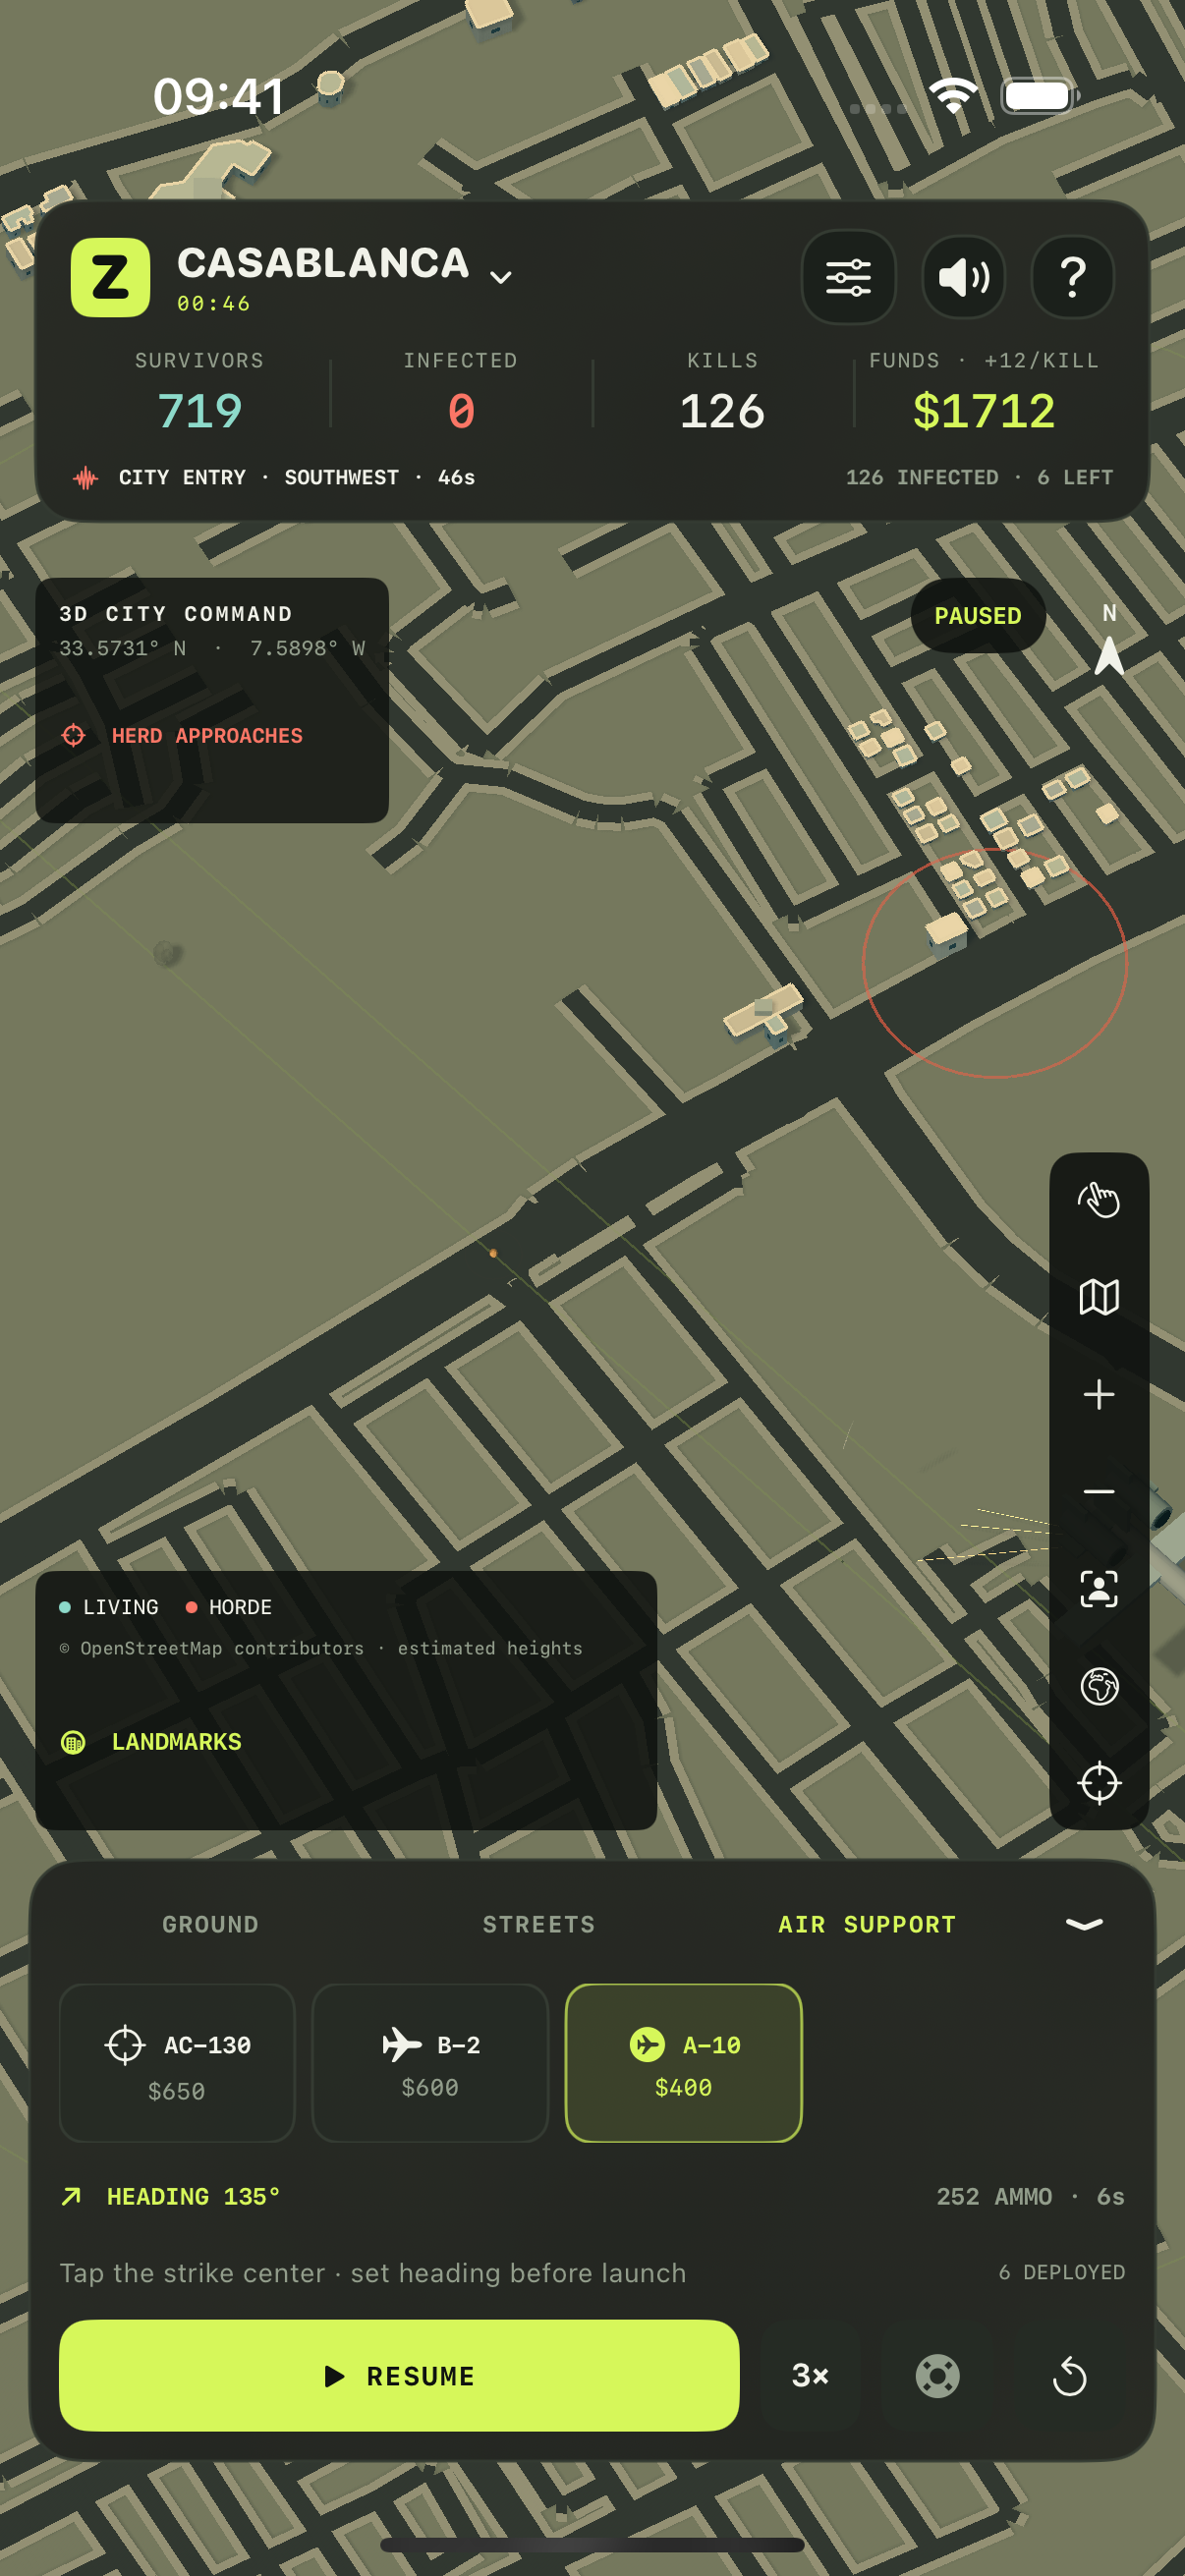 09:41
Z
CASABLANCA
00:46
SURVIVORS
719
INFECTED
0
KILLS
126
FUNDS · +12/KILL
$1712
CITY ENTRY · SOUTHWEST · 46s
126 INFECTED · 6 LEFT
3D CITY COMMAND
33.5731° N · 7.5898° W
HERD APPROACHES
PAUSED
N
LIVING
HORDE
© OpenStreetMap contributors · estimated heights
LANDMARKS
GROUND
STREETS
AIR SUPPORT
AC-130
$650
B-2
$600
A-10
$400
HEADING 135°
252 AMMO · 6s
Tap the strike center · set heading before launch
6 DEPLOYED
RESUME
3×